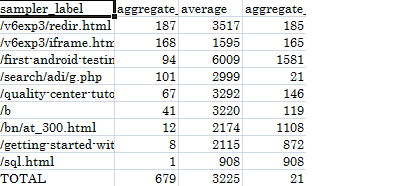 sampler_label aggregate_ average aggregate_
/v6exp3/redir.html 187 3517 185
/v6exp3/iframe.htm 168 1595 165
/first-android-testin 94 6009 1581
/search/adi/g.php 101 2999 21
/quality-center-tuto 67 3292 146
/b 41 3220 119
/bn/at_300.html 12 2174 1108
/getting-started-wit 8 2115 872
/sql.html 1 908 908
TOTAL 679 3225 21